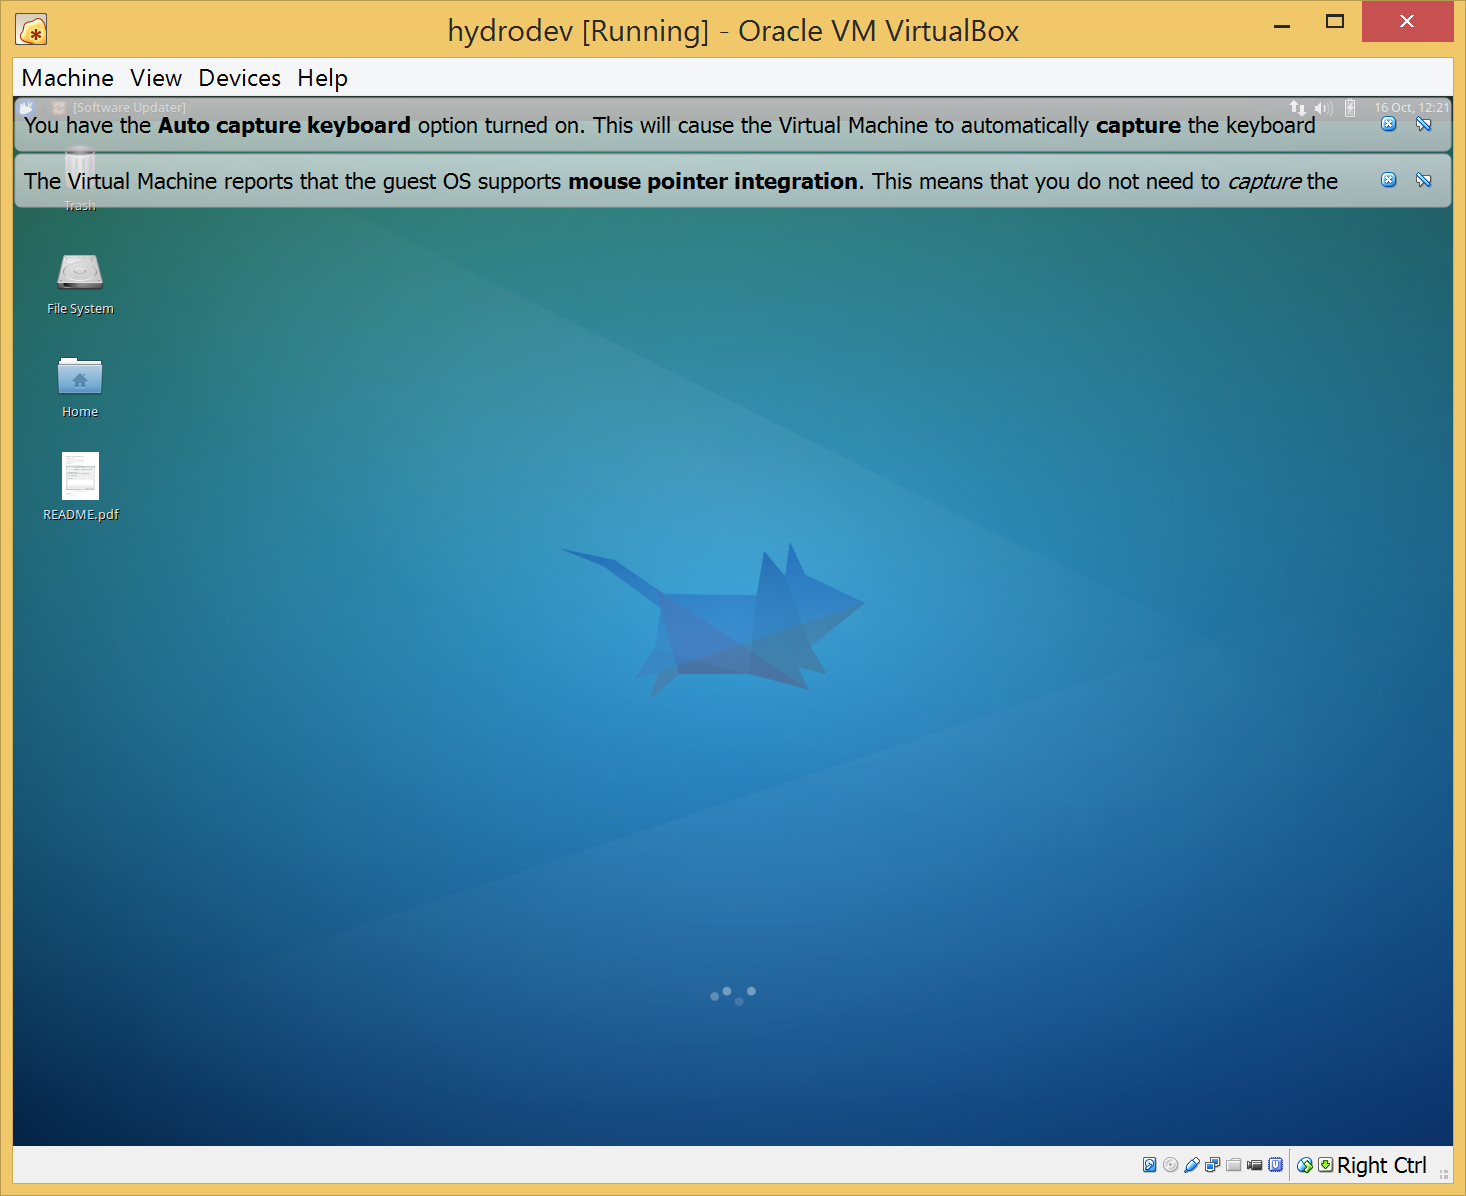 hydrodev [Running] - Oracle VM VirtualBox
Machine View Devices Help
[Software Updater] 16 Oct, 12:21
You have the Auto capture keyboard option turned on. This will cause the Virtual Machine to automatically capture the keyboard
The Virtual Machine reports that the guest OS supports mouse pointer integration. This means that you do not need to capture the
Trash
File System
Home
README.pdf
Right Ctrl